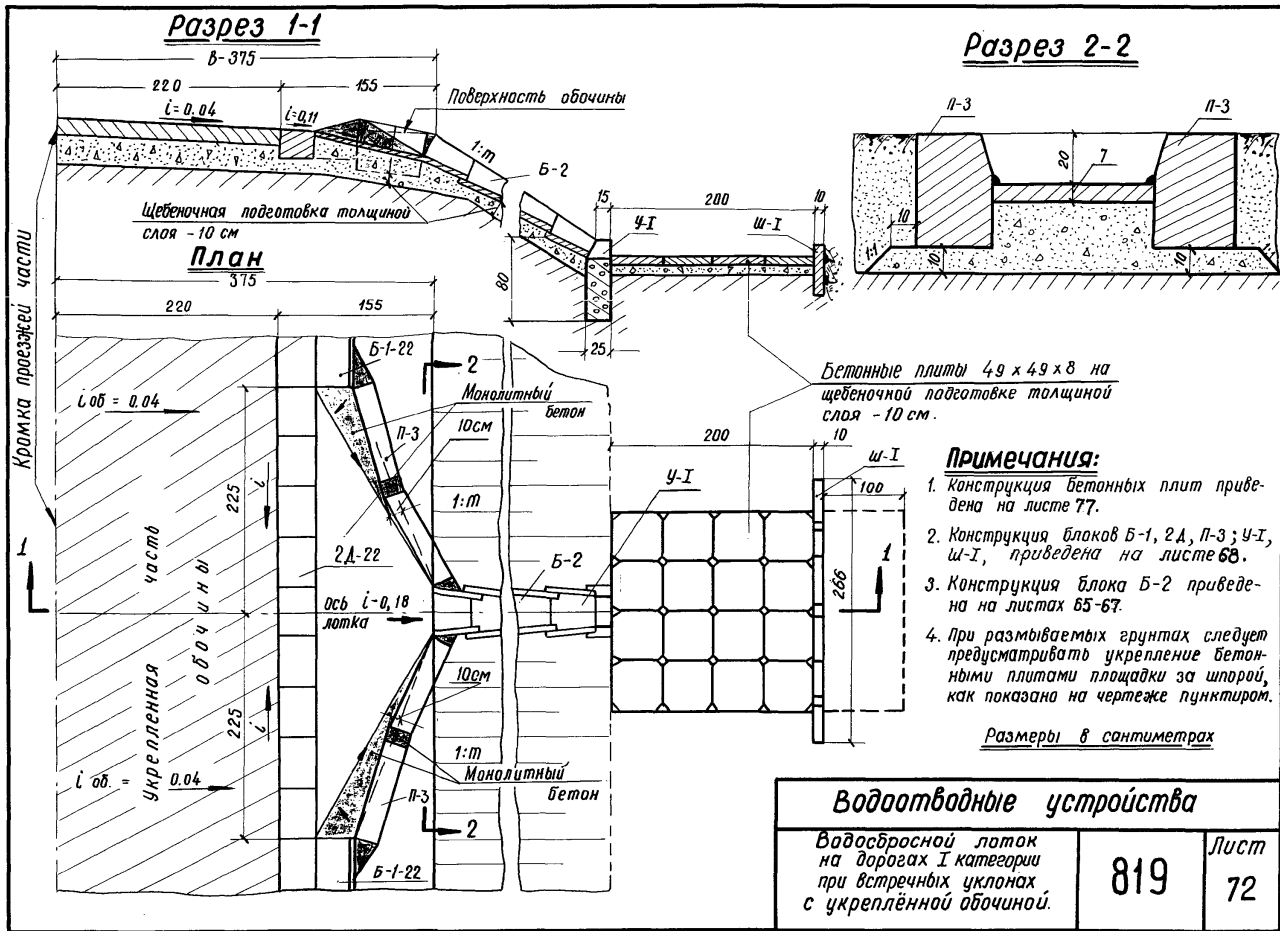 Разрез 1-1
В-375
220
155
i=0.04
i=0,11
Поверхность обочины
1:m
Б-2
Щебеночная подготовка толщиной
слоя -10 см
15
200
10
У-I
Ш-I
80
25
Разрез 2-2
П-3
П-3
20
7
10
1:1
10
10
План
375
220
155
Кромка проезжей части
Б-1-22
2
i об = 0.04
Монолитный
бетон
П-3
10см
1:m
225
i
2Д-22
1
укрепленная часть
обочины
ось
лотка
i-0,18
Б-2
У-I
Бетонные плиты 49 x 49 x 8 на
щебеночной подготовке толщиной
слоя -10 см.
200
10
ш-I
100
266
1
225
i
10см
1:m
Монолитный
бетон
i об. = 0.04
П-3
2
Б-1-22
Примечания:
1. Конструкция бетонных плит приве-
дена на листе 77.
2. Конструкция блоков Б-1, 2Д, П-3; У-I,
Ш-I, приведена на листе 68.
3. Конструкция блока Б-2 приведе-
на на листах 65-67.
4. При размываемых грунтах следует
предусматривать укрепление бетон-
ными плитами площадки за шпорой,
как показано на чертеже пунктиром.
Размеры в сантиметрах
Водоотводные устройства
Водосбросной лоток
на дорогах I категории
при встречных уклонах
с укреплённой обочиной.
819
Лист
72